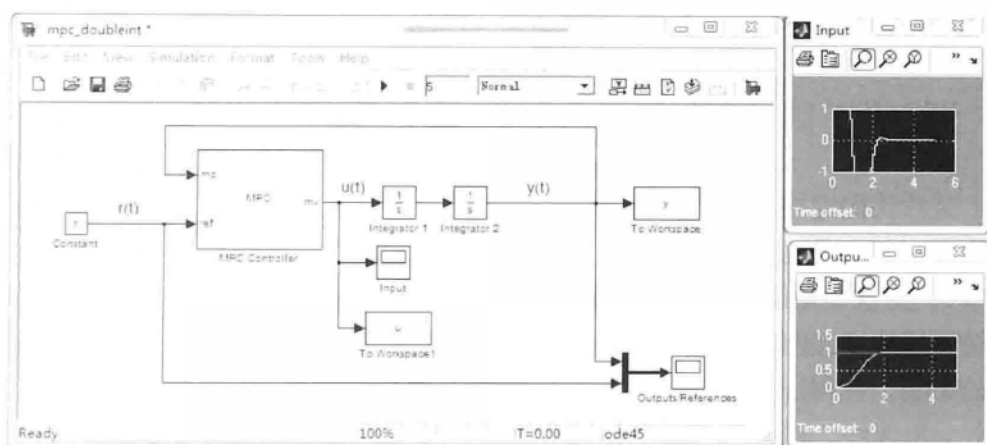 mpc_doubleint *
File Edit View Simulation Format Tools Help
5 Normal
mo
ref
MPC
mv
MPC Controller
r(t)
Constant
u(t)
1
s
Integrator 1
1
s
Integrator 2
y(t)
y
To Workspace
Input
u
To Workspace1
Outputs/References
Ready 100% T=0.00 ode45
Input
1
0
-1
0 2 4 6
Time offset: 0
Outpu...
1.5
1
0.5
0
0 2 4
Time offset: 0